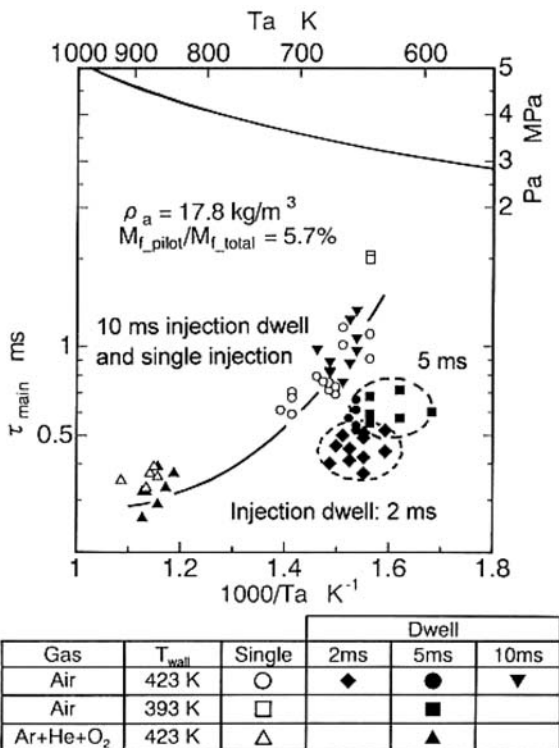 Ta K
1000 900 800 700 600
5
4
3
2
Pa MPa
ρa = 17.8 kg/m³
Mf_pilot/Mf_total = 5.7%
10 ms injection dwell
and single injection
5 ms
Injection dwell: 2 ms
1
0.5
τmain ms
1 1.2 1.4 1.6 1.8
1000/Ta K⁻¹
Dwell
Gas Twall Single 2ms 5ms 10ms
Air 423 K ○ ◆ ● ▼
Air 393 K □ ■
Ar+He+O₂ 423 K △ ▲